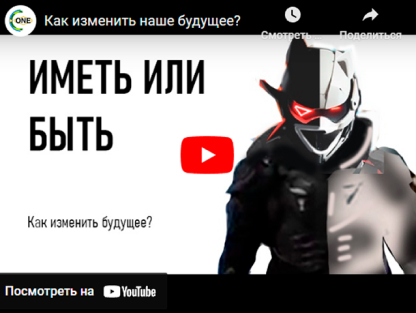 ONE
Как изменить наше будущее?
Смотреть
Поделиться
ИМЕТЬ ИЛИ
БЫТЬ
Как изменить будущее?
Посмотреть на YouTube